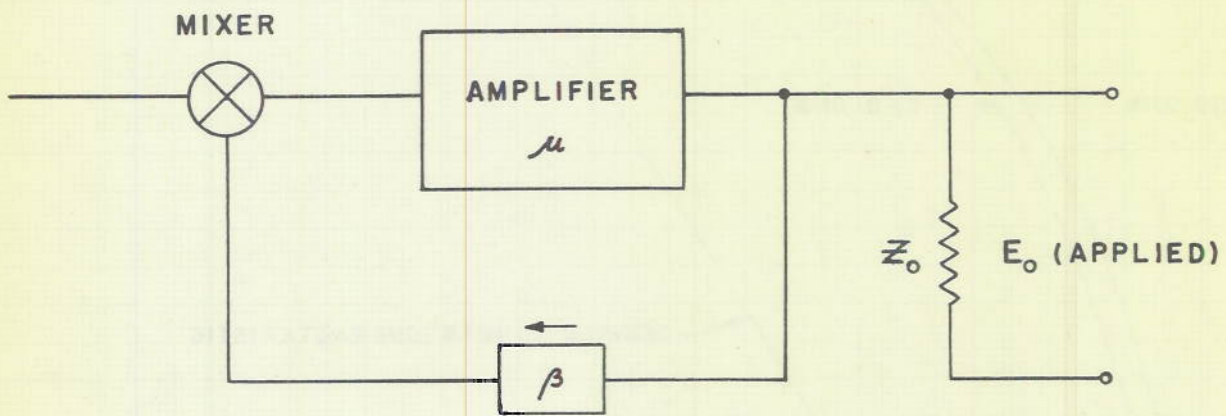 MIXER
AMPLIFIER
μ
Z₀
E₀ (APPLIED)
β